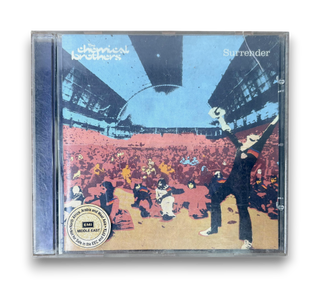 the
chemical
brothers
Surrender
EMI
MIDDLE EAST